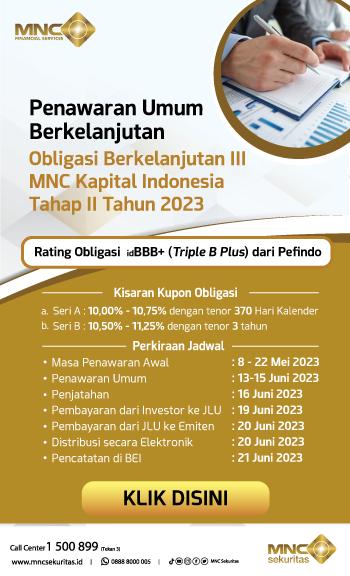 MNC
FINANCIAL SERVICES
Penawaran Umum
Berkelanjutan
Obligasi Berkelanjutan III
MNC Kapital Indonesia
Tahap II Tahun 2023
Rating Obligasi idBBB+ (Triple B Plus) dari Pefindo
Kisaran Kupon Obligasi
a. Seri A : 10,00% - 10,75% dengan tenor 370 Hari Kalender
b. Seri B : 10,50% - 11,25% dengan tenor 3 tahun
Perkiraan Jadwal
• Masa Penawaran Awal : 8 - 22 Mei 2023
• Penawaran Umum : 13-15 Juni 2023
• Penjatahan : 16 Juni 2023
• Pembayaran dari Investor ke JLU : 19 Juni 2023
• Pembayaran dari JLU ke Emiten : 20 Juni 2023
• Distribusi secara Elektronik : 20 Juni 2023
• Pencatatan di BEI : 21 Juni 2023
KLIK DISINI
Call Center 1 500 899 (Tekan 3)
www.mncsekuritas.id | 0888 8000 005 | MNC Sekuritas
MNC
sekuritas